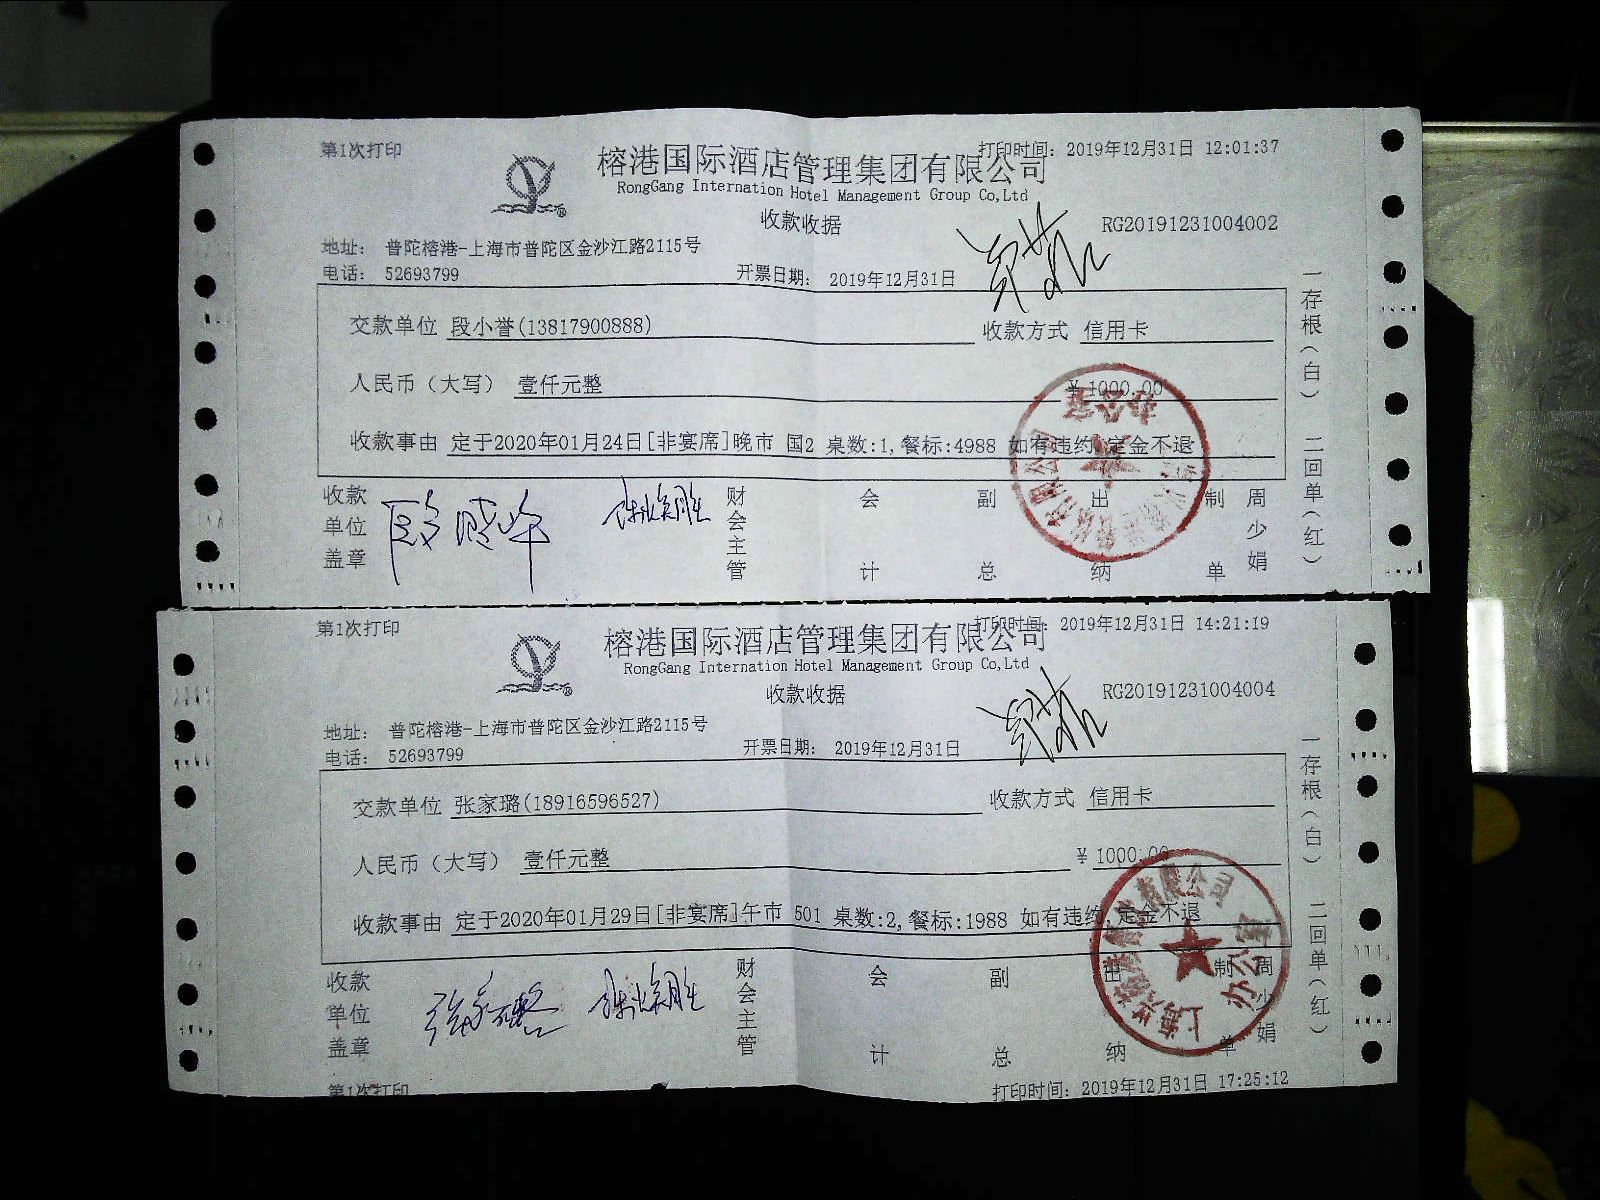 第1次打印
打印时间: 2019年12月31日 12:01:37
榕港国际酒店管理集团有限公司
RongGang Internation Hotel Management Group Co,Ltd
收款收据
RG20191231004002
地址: 普陀榕港-上海市普陀区金沙江路2115号
电话: 52693799
开票日期: 2019年12月31日
交款单位 段小誉(13817900888)
收款方式 信用卡
人民币(大写) 壹仟元整
¥ 1000.00
收款事由 定于2020年01月24日[非宴席]晚市 国2 桌数:1,餐标:4988 如有违约,定金不退
收款单位盖章
财会主管
会计
副总
出纳
制单
周少娟
一存根(白)
二回单(红)
办公室
第1次打印
打印时间: 2019年12月31日 14:21:19
榕港国际酒店管理集团有限公司
RongGang Internation Hotel Management Group Co,Ltd
收款收据
RG20191231004004
地址: 普陀榕港-上海市普陀区金沙江路2115号
电话: 52693799
开票日期: 2019年12月31日
交款单位 张家璐(18916596527)
收款方式 信用卡
人民币(大写) 壹仟元整
¥ 1000.00
收款事由 定于2020年01月29日[非宴席]午市 501 桌数:2,餐标:1988 如有违约,定金不退
收款单位盖章
张家璐
财会主管
会计
副总
出纳
制单
周少娟
一存根(白)
二回单(红)
办公室
第1次打印
打印时间: 2019年12月31日 17:25:12